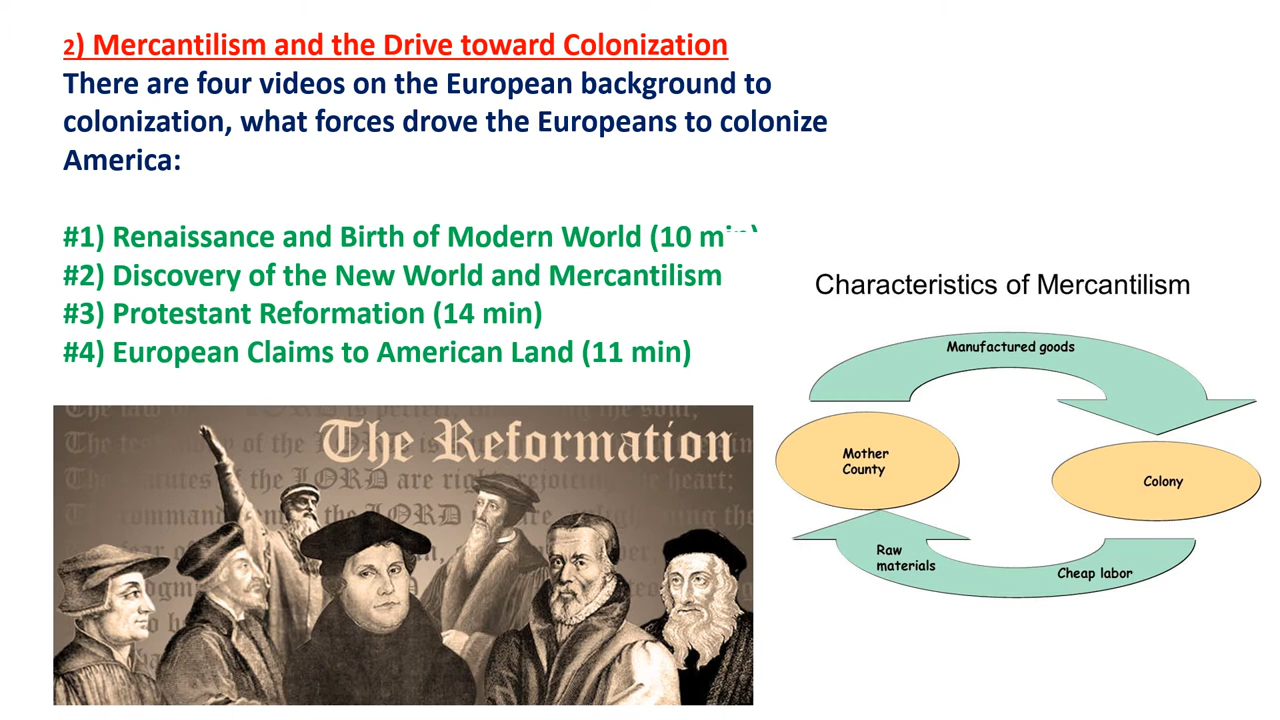 2) Mercantilism and the Drive toward Colonization
There are four videos on the European background to
colonization, what forces drove the Europeans to colonize
America:
#1) Renaissance and Birth of Modern World (10 min)
#2) Discovery of the New World and Mercantilism
#3) Protestant Reformation (14 min)
#4) European Claims to American Land (11 min)
The Reformation
Characteristics of Mercantilism
Manufactured goods
Mother
County
Colony
Raw
materials
Cheap labor